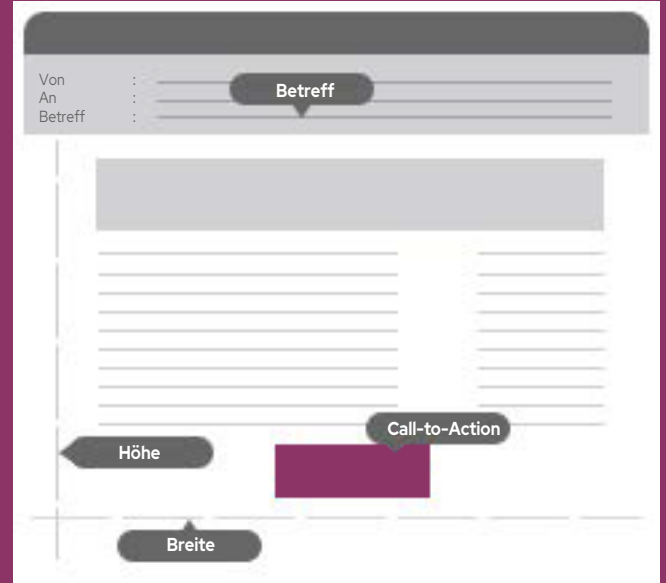 Von :
An :
Betreff :
Betreff
Call-to-Action
Höhe
Breite